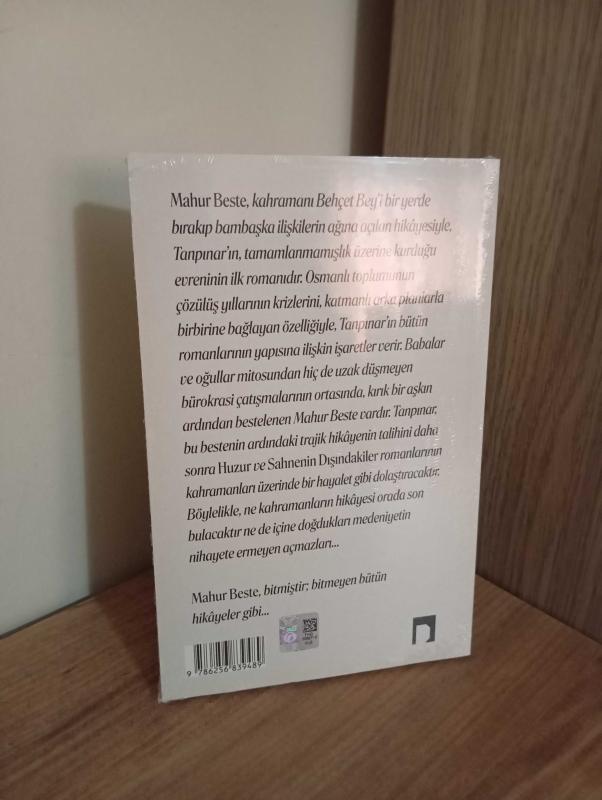 Mahur Beste, kahramanı Behçet Bey'i bir yerde
bırakıp bambaşka ilişkilerin ağına açılan hikâyesiyle,
Tanpınar'ın, tamamlanmamışlık üzerine kurduğu
evreninin ilk romanıdır. Osmanlı toplumunun
çözülüş yıllarının krizlerini, katmanlı arka planlarla
birbirine bağlayan özelliğiyle, Tanpınar'ın bütün
romanlarının yapısına ilişkin işaretler verir. Babalar
ve oğullar mitosundan hiç de uzak düşmeyen
bürokrasi çatışmalarının ortasında, kırık bir aşkın
ardından bestelenen Mahur Beste vardır. Tanpınar,
bu bestenin ardındaki trajik hikâyenin talihini daha
sonra Huzur ve Sahnenin Dışındakiler romanlarının
kahramanları üzerinde bir hayalet gibi dolaştıracaktır.
Böylelikle, ne kahramanların hikâyesi orada son
bulacaktır ne de içine doğdukları medeniyetin
nihayete ermeyen açmazları...
Mahur Beste, bitmiştir; bitmeyen bütün
hikâyeler gibi...
9 786256 839489